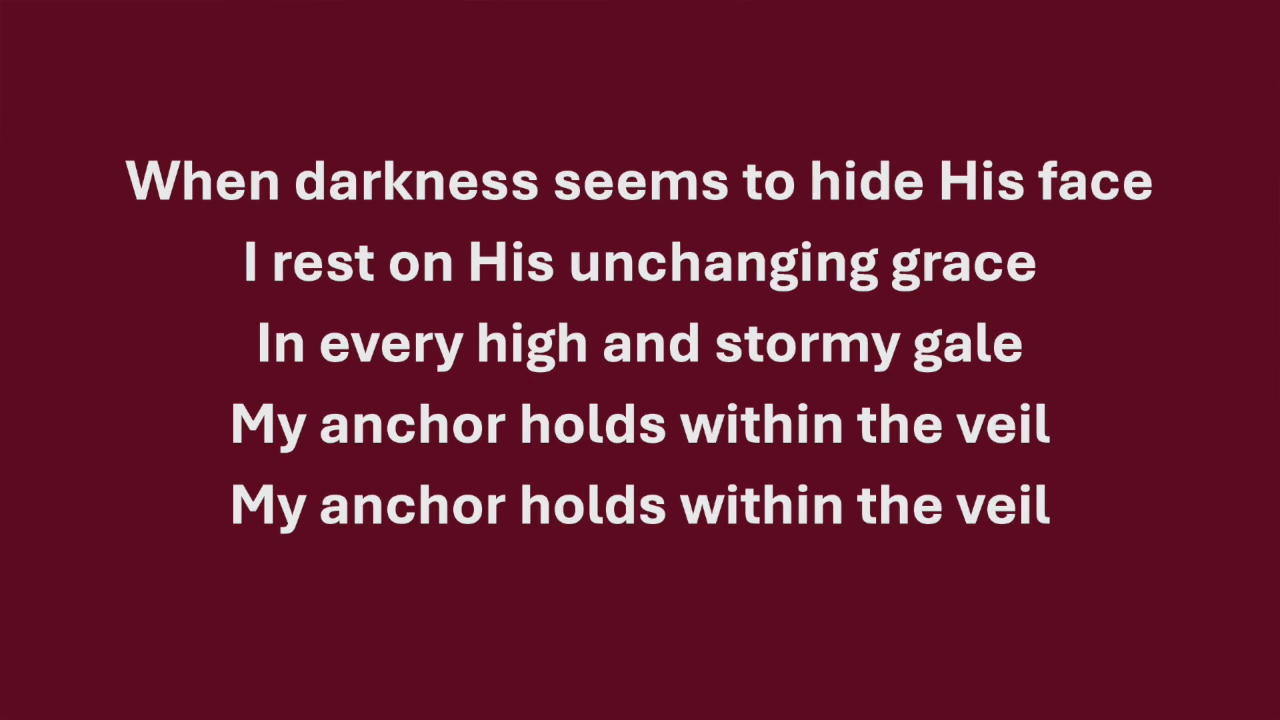 When darkness seems to hide His face
I rest on His unchanging grace
In every high and stormy gale
My anchor holds within the veil
My anchor holds within the veil